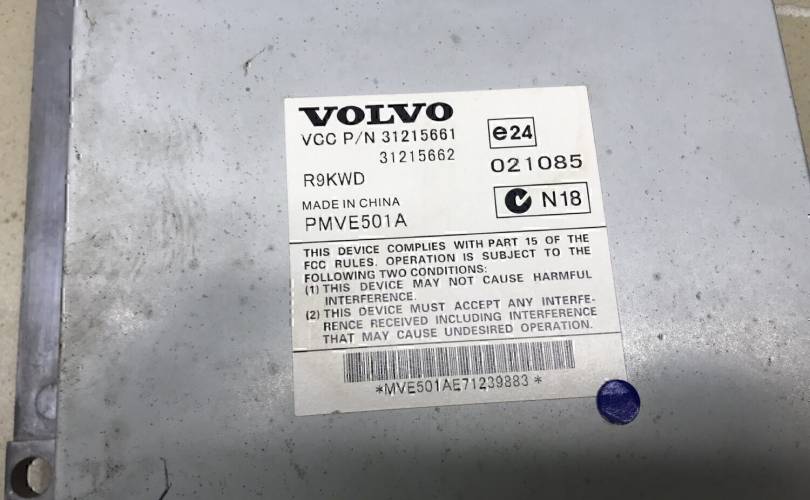 VOLVO
VCC P/N 31215661
31215662
e24
021085
R9KWD
N18
MADE IN CHINA
PMVE501A
THIS DEVICE COMPLIES WITH PART 15 OF THE
FCC RULES. OPERATION IS SUBJECT TO THE
FOLLOWING TWO CONDITIONS:
(1) THIS DEVICE MAY NOT CAUSE HARMFUL
INTERFERENCE.
(2) THIS DEVICE MUST ACCEPT ANY INTERFE-
RENCE RECEIVED INCLUDING INTERFERENCE
THAT MAY CAUSE UNDESIRED OPERATION.
*MVE501AE71239883*